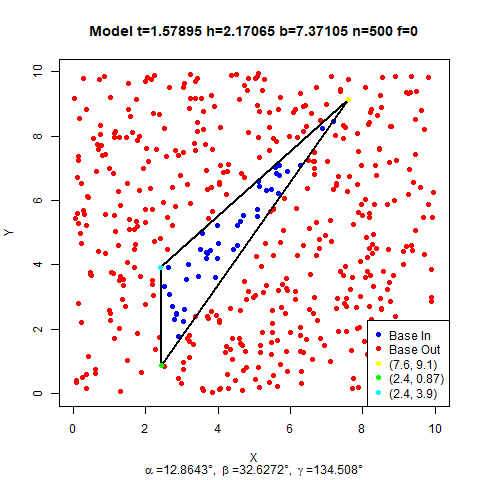 Model t=1.57895 h=2.17065 b=7.37105 n=500 f=0
10
8
6
4
2
0
Y
0 2 4 6 8 10
X
Base In
Base Out
(7.6, 9.1)
(2.4, 0.87)
(2.4, 3.9)
α=12.8643°, β=32.6272°, γ=134.508°